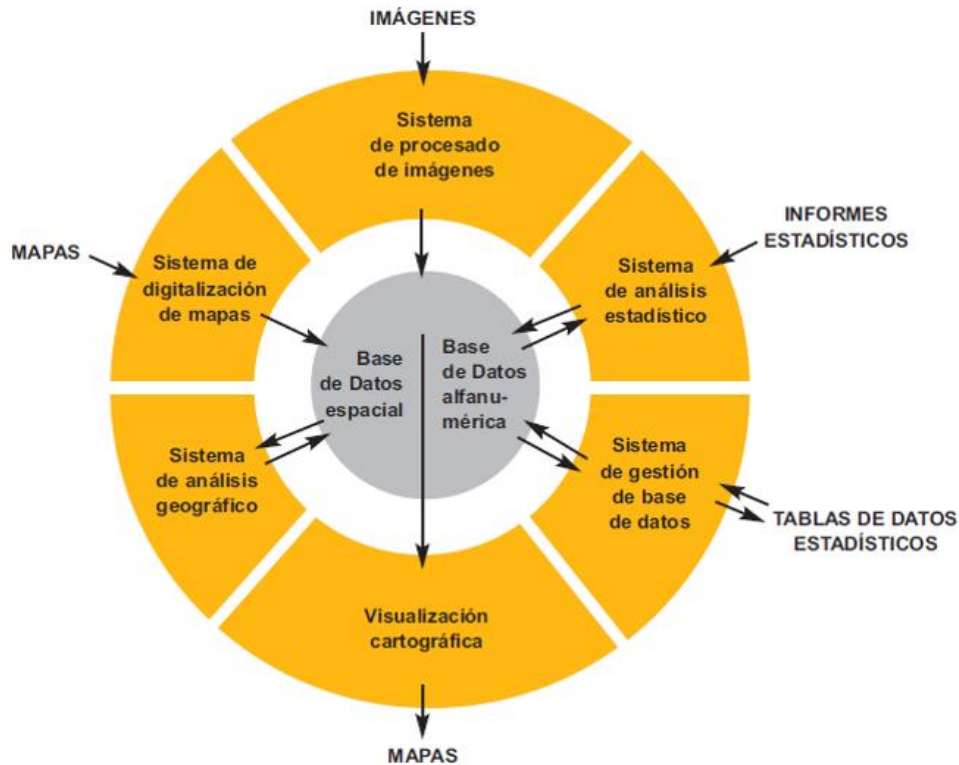 IMÁGENES
Sistema
de procesado
de imágenes
INFORMES
ESTADÍSTICOS
MAPAS
Sistema de
digitalización
de mapas
Sistema
de análisis
estadístico
Base
de Datos
espacial
Base
de Datos
alfanu-
mérica
Sistema
de análisis
geográfico
Sistema
de gestión
de base
de datos
TABLAS DE DATOS
ESTADÍSTICOS
Visualización
cartográfica
MAPAS